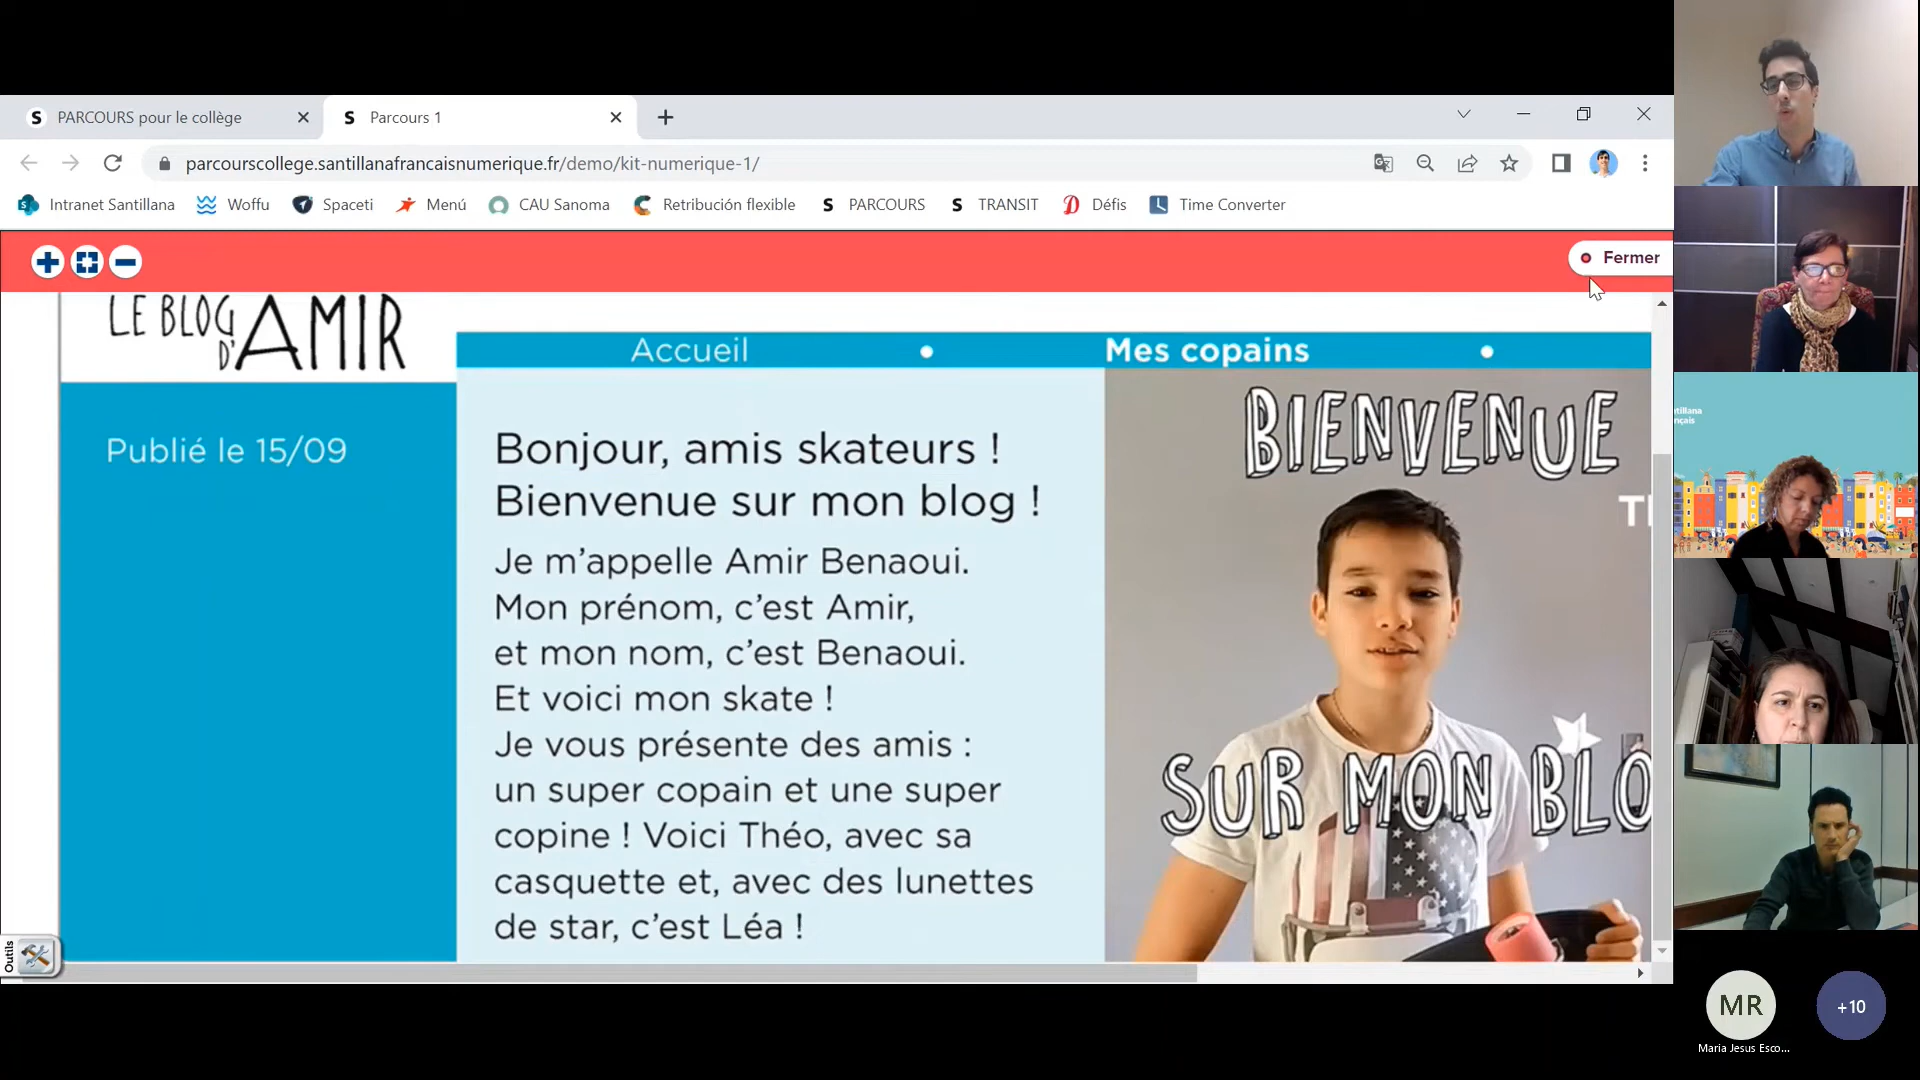 PARCOURS pour le collège
Parcours 1
parcourscollege.santillanafrancaisnumerique.fr/demo/kit-numerique-1/
Intranet Santillana
Woffu
Spaceti
Menú
CAU Sanoma
Retribución flexible
PARCOURS
TRANSIT
Défis
Time Converter
Fermer
LE BLOG
D'AMIR
Accueil
Mes copains
Publié le 15/09
Bonjour, amis skateurs !
Bienvenue sur mon blog !
Je m'appelle Amir Benaoui.
Mon prénom, c'est Amir,
et mon nom, c'est Benaoui.
Et voici mon skate !
Je vous présente des amis :
un super copain et une super
copine ! Voici Théo, avec sa
casquette et, avec des lunettes
de star, c'est Léa !
BIENVENUE
SUR MON BLO
Outils
MR
+10
Maria Jesus Esco...